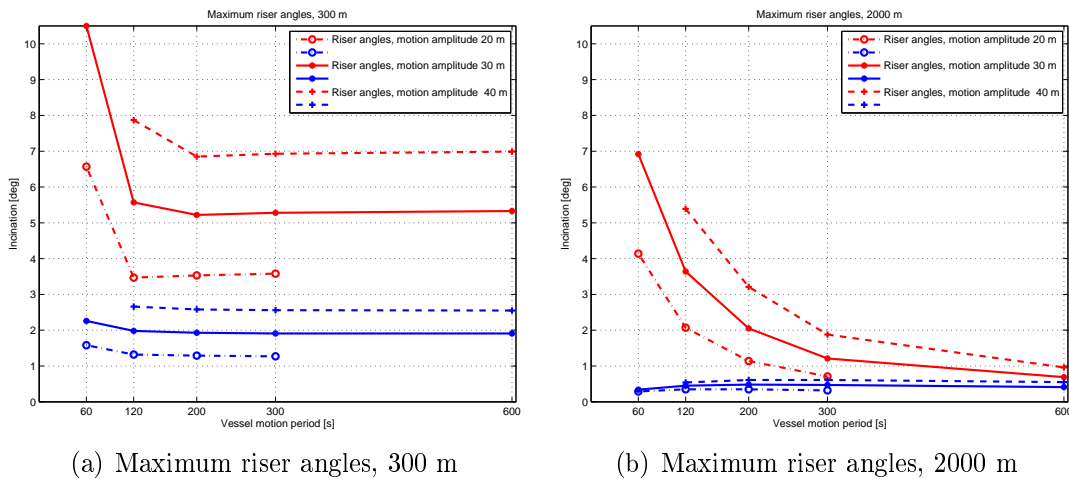 Maximum riser angles, 300 m
10
9
8
7
6
5
4
3
2
1
0
Incination [deg]
Riser angles, motion amplitude 20 m
Riser angles, motion amplitude 30 m
Riser angles, motion amplitude 40 m
60 120 200 300 600
Vessel motion period [s]
(a) Maximum riser angles, 300 m
Maximum riser angles, 2000 m
10
9
8
7
6
5
4
3
2
1
0
Incination [deg]
Riser angles, motion amplitude 20 m
Riser angles, motion amplitude 30 m
Riser angles, motion amplitude 40 m
60 120 200 300 600
Vessel motion period [s]
(b) Maximum riser angles, 2000 m